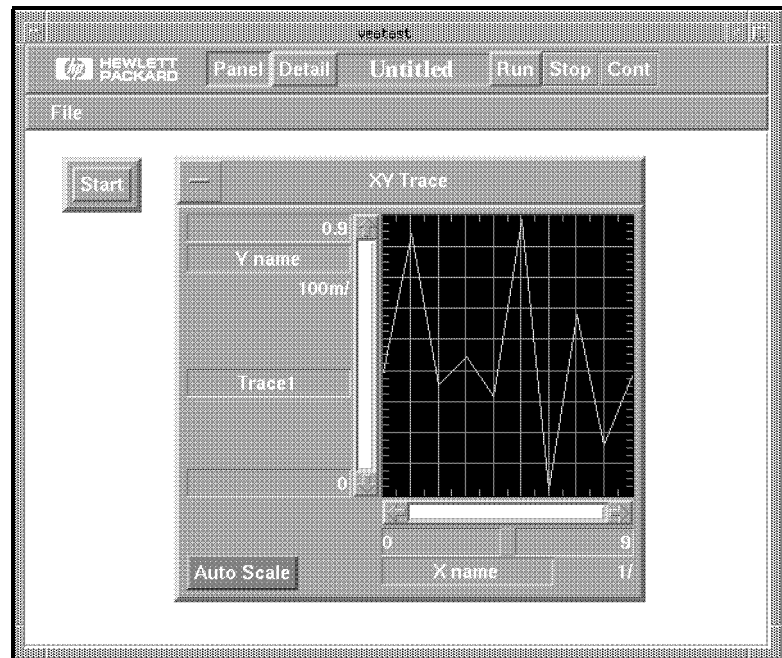 veetest
hp HEWLETT PACKARD Panel Detail Untitled Run Stop Cont
File
Start
XY Trace
0.9
Y name
100m/
Trace1
0
0 9
Auto Scale X name 1/